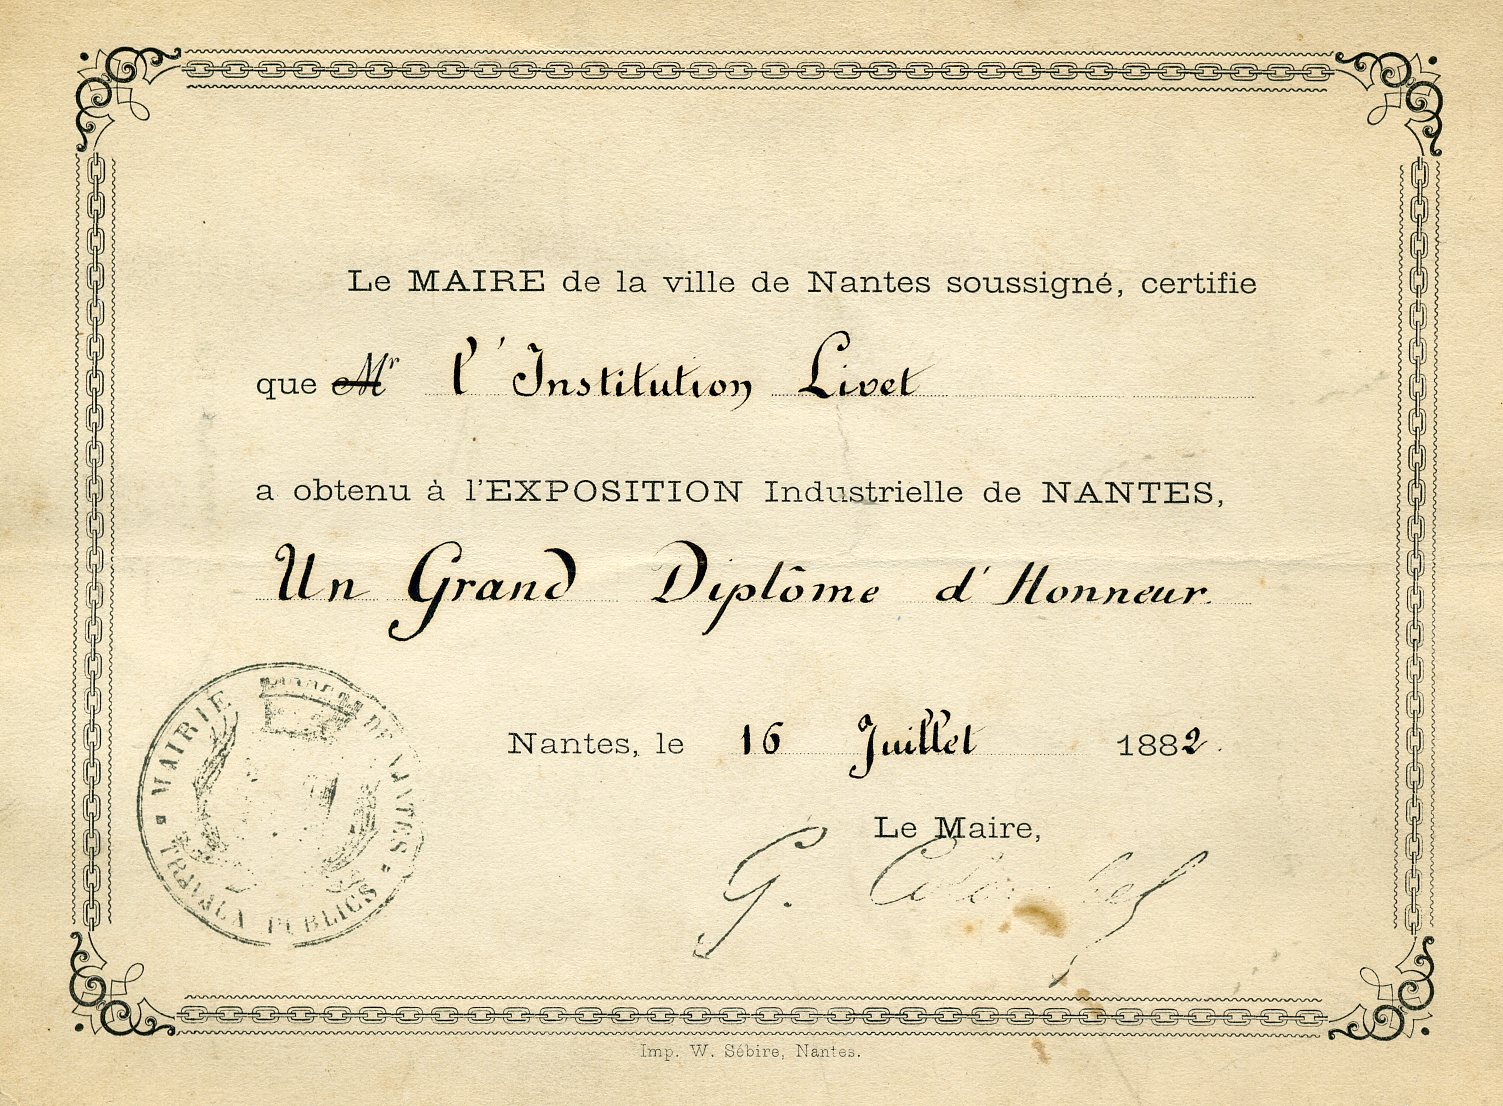 Le MAIRE de la ville de Nantes soussigné, certifie
que Mr l'Institution Livet
a obtenu à l'EXPOSITION Industrielle de NANTES,
Un Grand Diplôme d'Honneur.
Nantes, le 16 Juillet 1882.
Le Maire,
G. Colombel
MAIRIE DE NANTES
TRAVAUX PUBLICS
Imp. W. Sébire, Nantes.